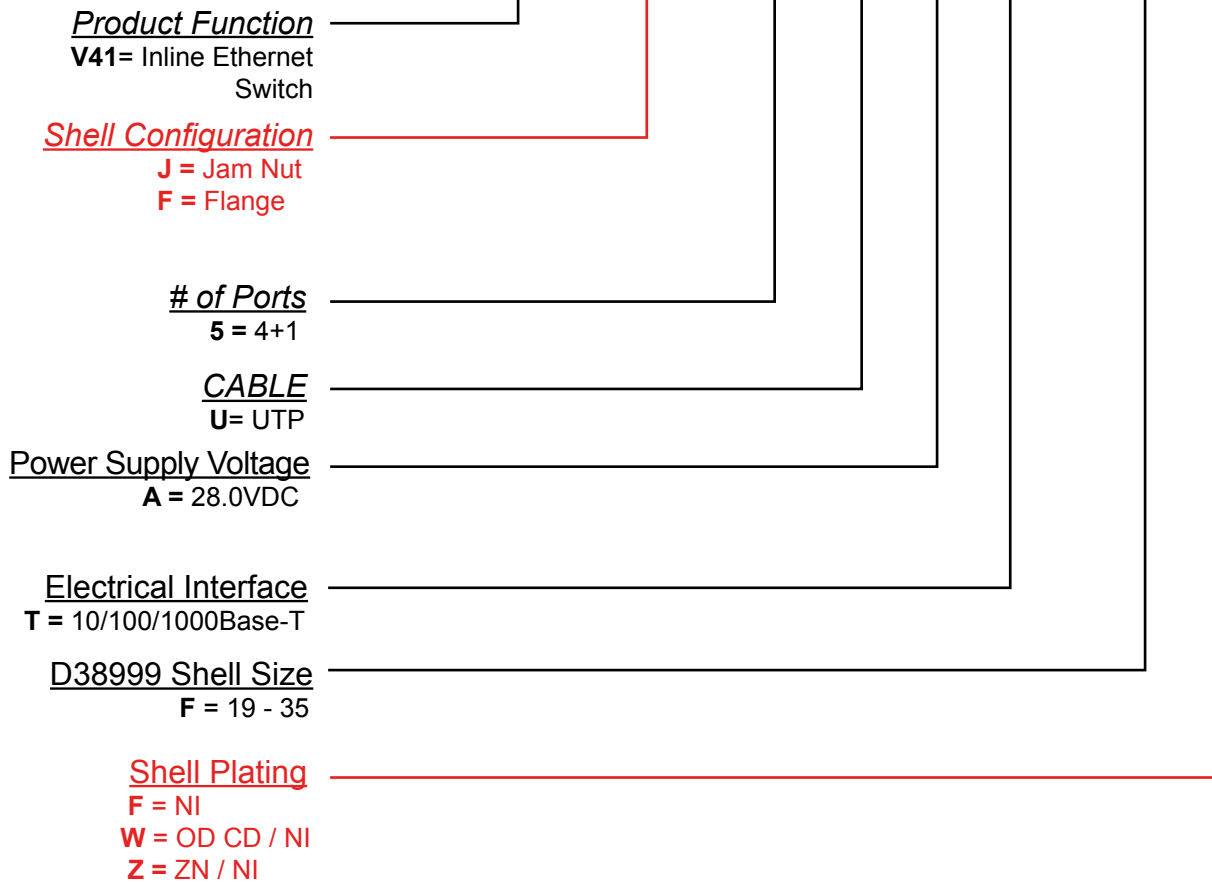 Product Function
V41= Inline Ethernet
Switch
Shell Configuration
J = Jam Nut
F = Flange
# of Ports
5 = 4+1
CABLE
U= UTP
Power Supply Voltage
A = 28.0VDC
Electrical Interface
T = 10/100/1000Base-T
D38999 Shell Size
F = 19 - 35
Shell Plating
F = NI
W = OD CD / NI
Z = ZN / NI